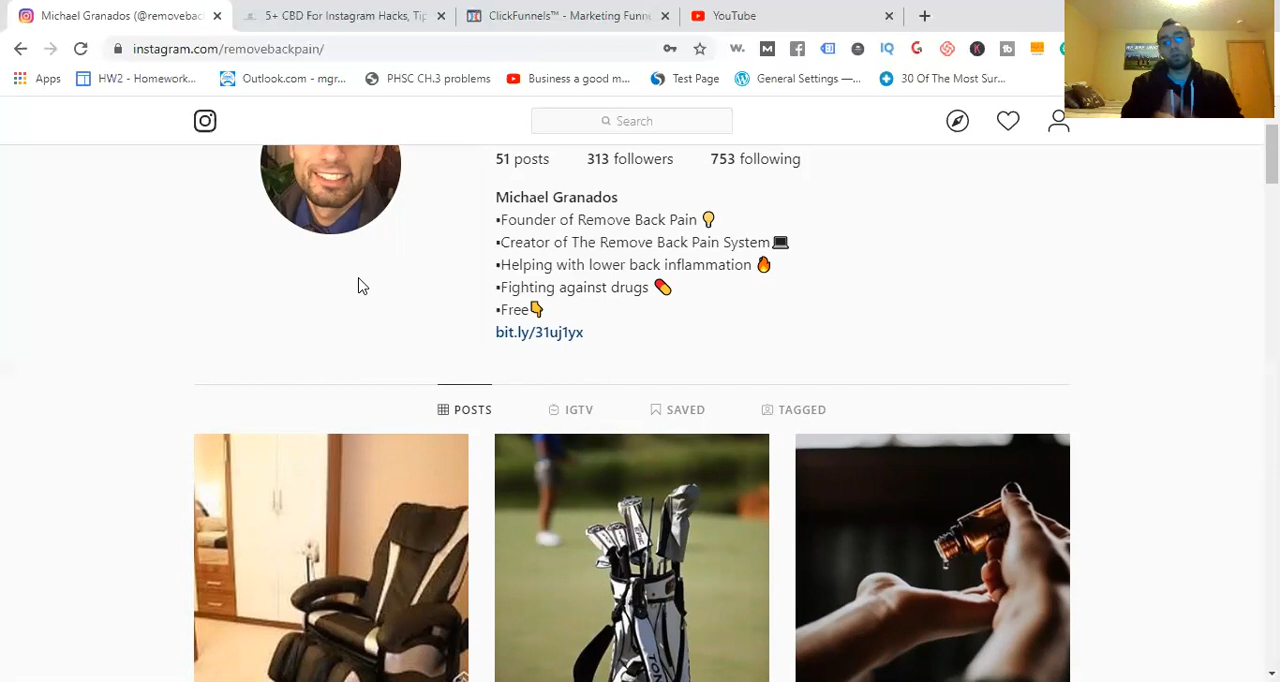 Michael Granados (@removebac
5+ CBD For Instagram Hacks, Tip
ClickFunnels™ - Marketing Funn
YouTube
instagram.com/removebackpain/
Apps
HW2 - Homework...
Outlook.com - mgr...
PHSC CH.3 problems
Business a good m...
Test Page
General Settings —...
30 Of The Most Sur...
Search
51 posts 313 followers 753 following
Michael Granados
▪Founder of Remove Back Pain 💡
▪Creator of The Remove Back Pain System💻
▪Helping with lower back inflammation 🔥
▪Fighting against drugs 💊
▪Free👇
bit.ly/31uj1yx
POSTS
IGTV
SAVED
TAGGED